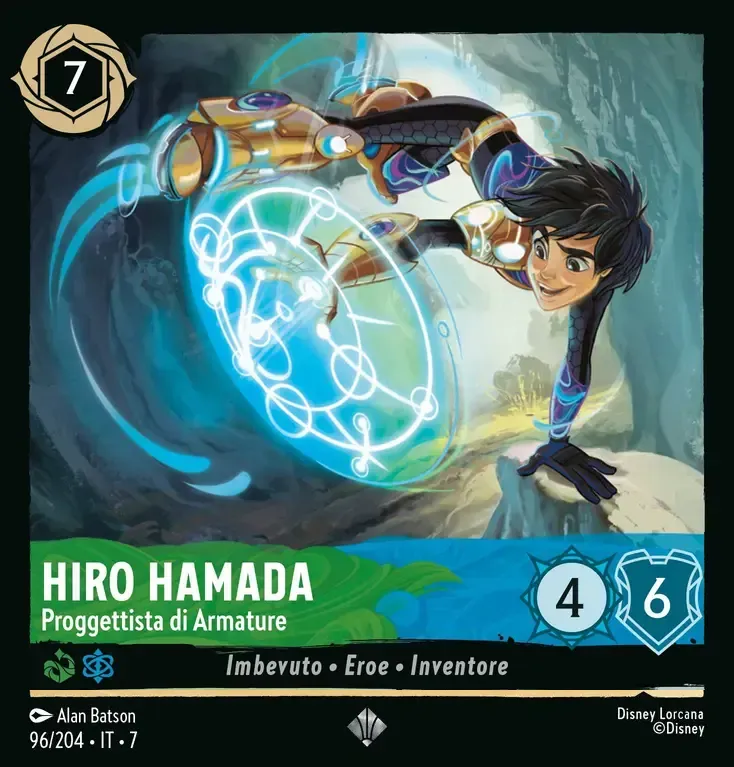 7
HIRO HAMADA
Proggettista di Armature
4
6
Imbevuto • Eroe • Inventore
Alan Batson
Disney Lorcana
96/204 • IT • 7
©Disney